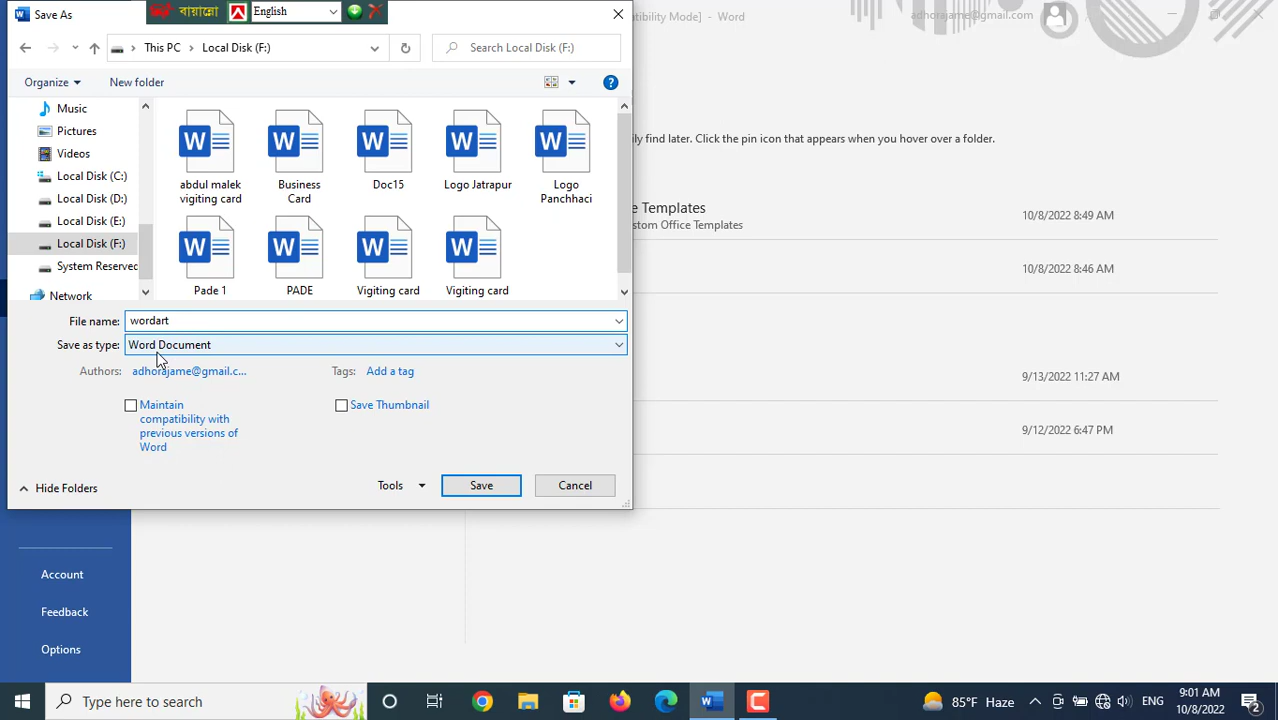 Save As
বায়ান্নো
English
atibility Mode] - Word
adhorajame@gmail.com
This PC
Local Disk (F:)
Search Local Disk (F:)
Organize
New folder
Music
Pictures
Videos
Local Disk (C:)
Local Disk (D:)
Local Disk (E:)
Local Disk (F:)
System Reserved
Network
abdul malek
vigiting card
Business
Card
Doc15
Logo Jatrapur
Logo
Panchhaci
Pade 1
PADE
Vigiting card
Vigiting card
ily find later. Click the pin icon that appears when you hover over a folder.
e Templates
stom Office Templates
10/8/2022 8:49 AM
10/8/2022 8:46 AM
9/13/2022 11:27 AM
9/12/2022 6:47 PM
File name: wordart
Save as type: Word Document
Authors: adhorajame@gmail.c...
Tags: Add a tag
Maintain
compatibility with
previous versions of
Word
Save Thumbnail
Hide Folders
Tools
Save
Cancel
Account
Feedback
Options
Type here to search
85°F Haze
ENG
9:01 AM
10/8/2022
2